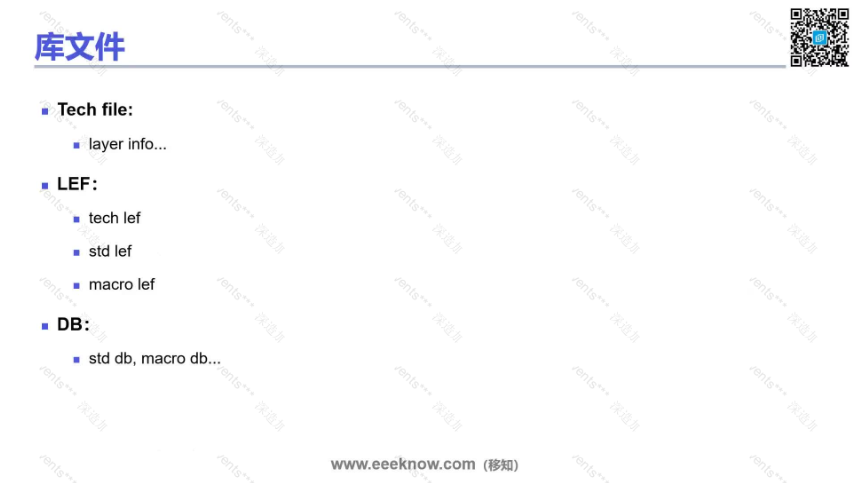 库文件
Tech file:
layer info...
LEF：
tech lef
std lef
macro lef
DB：
std db, macro db...
www.eeeknow.com（移知）